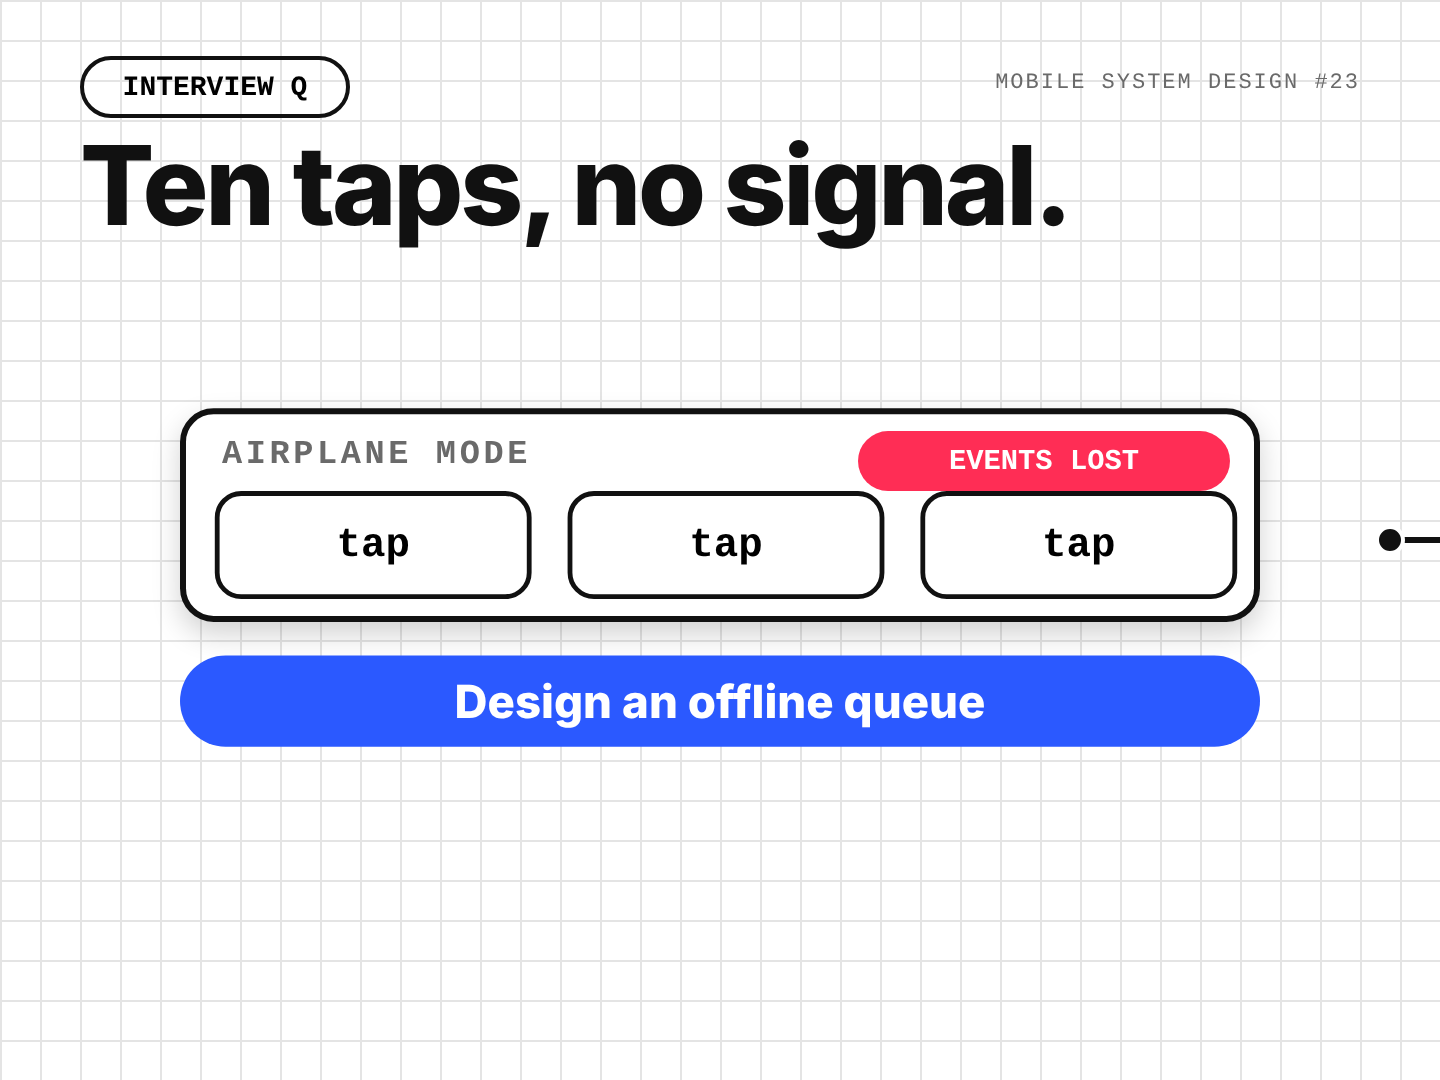 INTERVIEW Q
MOBILE SYSTEM DESIGN #23
Ten taps, no signal.
AIRPLANE MODE
EVENTS LOST
tap
tap
tap
Design an offline queue